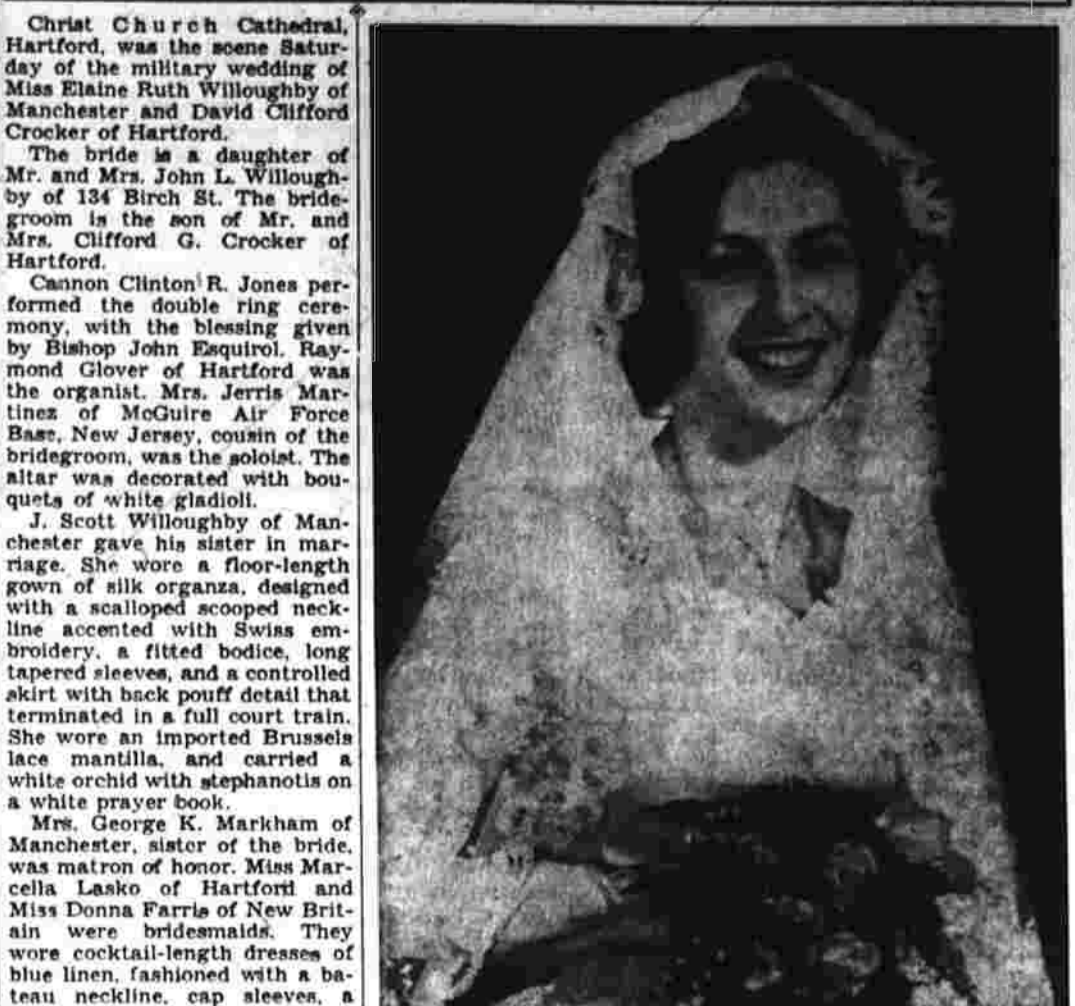 Christ Church Cathedral,
Hartford, was the scene Satur-
day of the military wedding of
Miss Elaine Ruth Willoughby of
Manchester and David Clifford
Crocker of Hartford.
The bride is a daughter of
Mr. and Mrs. John L. Willough-
by of 134 Birch St. The bride-
groom is the son of Mr. and
Mrs. Clifford G. Crocker of
Hartford.
Cannon Clinton R. Jones per-
formed the double ring cere-
mony, with the blessing given
by Bishop John Esquirol. Ray-
mond Glover of Hartford was
the organist. Mrs. Jerris Mar-
tinez of McGuire Air Force
Base, New Jersey, cousin of the
bridegroom, was the soloist. The
altar was decorated with bou-
quets of white gladioli.
J. Scott Willoughby of Man-
chester gave his sister in mar-
riage. She wore a floor-length
gown of silk organza, designed
with a scalloped scooped neck-
line accented with Swiss em-
broidery, a fitted bodice, long
tapered sleeves, and a controlled
skirt with back pouff detail that
terminated in a full court train.
She wore an imported Brussels
lace mantilla, and carried a
white orchid with stephanotis on
a white prayer book.
Mrs. George K. Markham of
Manchester, sister of the bride,
was matron of honor. Miss Mar-
cella Lasko of Hartford and
Miss Donna Farris of New Brit-
ain were bridesmaids. They
wore cocktail-length dresses of
blue linen, fashioned with a ba-
teau neckline, cap sleeves, a